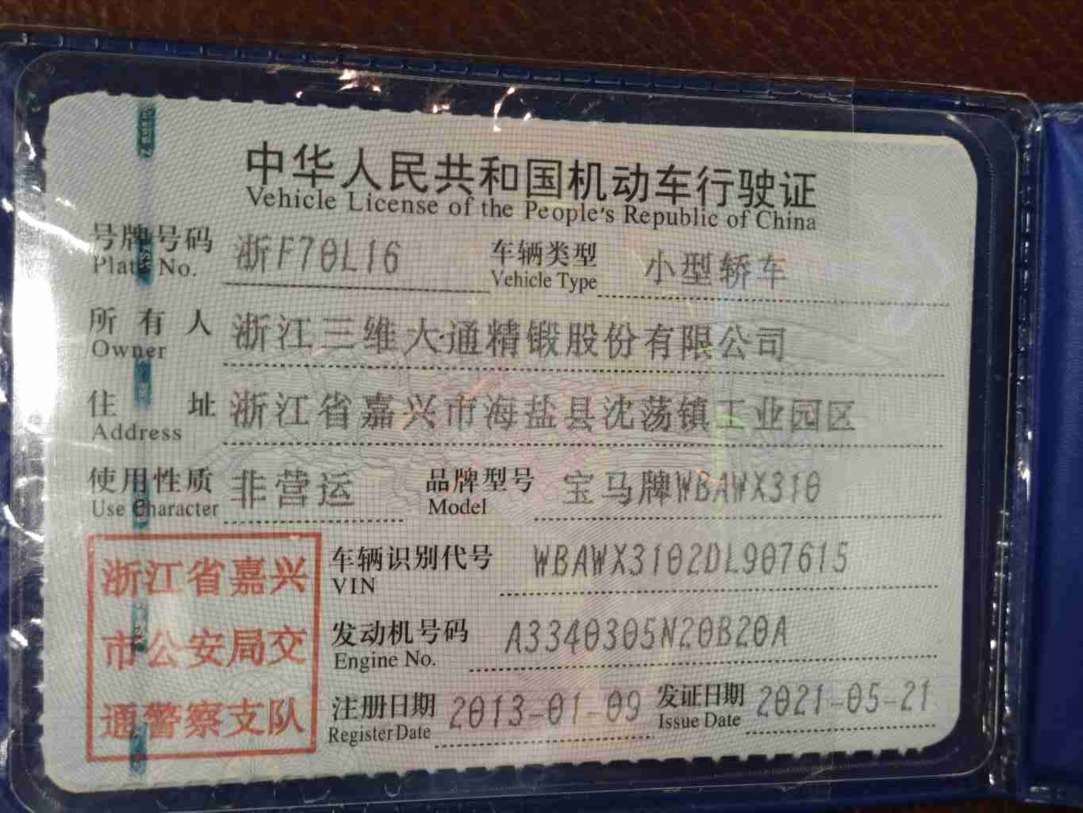 中华人民共和国机动车行驶证
Vehicle License of the People's Republic of China
号牌号码 浙F70L16 车辆类型 小型轿车
Plate No. Vehicle Type
所有人 浙江三维大通精锻股份有限公司
Owner
住址 浙江省嘉兴市海盐县沈荡镇工业园区
Address
使用性质 非营运 品牌型号 宝马牌WBAWX310
Use Character Model
车辆识别代号 WBAWX3102DL907615
VIN
发动机号码 A3340305N20B20A
Engine No.
注册日期 2013-01-09 发证日期 2021-05-21
Register Date Issue Date
浙江省嘉兴
市公安局交
通警察支队